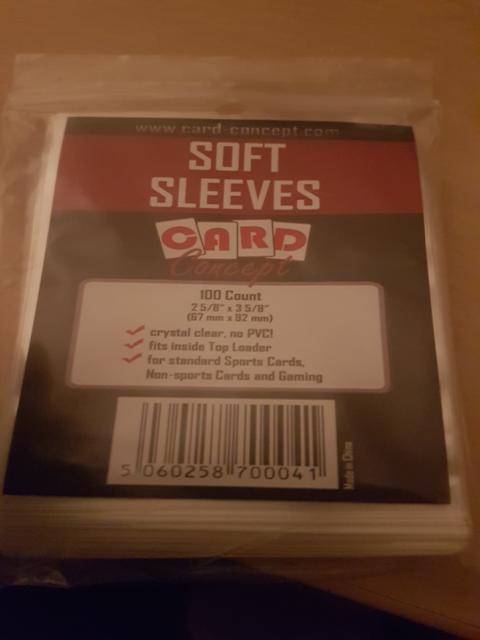 www.card-concept.com
SOFT
SLEEVES
CARD
Concept
100 Count
2 5/8" x 3 5/8"
(67 mm x 92 mm)
crystal clear, no PVC!
fits inside Top Loader
for standard Sports Cards,
Non-sports Cards and Gaming
5 060258 700041
Made in China